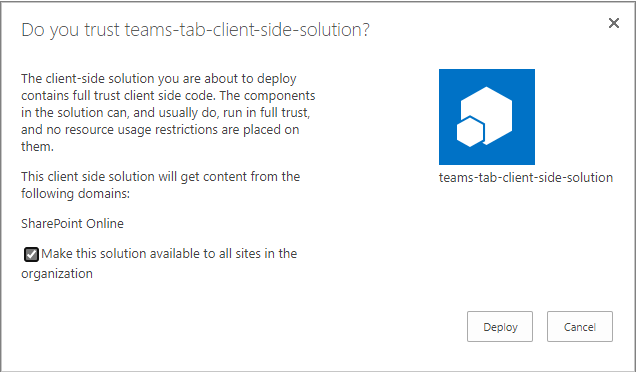 Do you trust teams-tab-client-side-solution?
The client-side solution you are about to deploy
contains full trust client side code. The components
in the solution can, and usually do, run in full trust,
and no resource usage restrictions are placed on
them.
This client side solution will get content from the
following domains:
SharePoint Online
Make this solution available to all sites in the
organization
teams-tab-client-side-solution
Deploy
Cancel